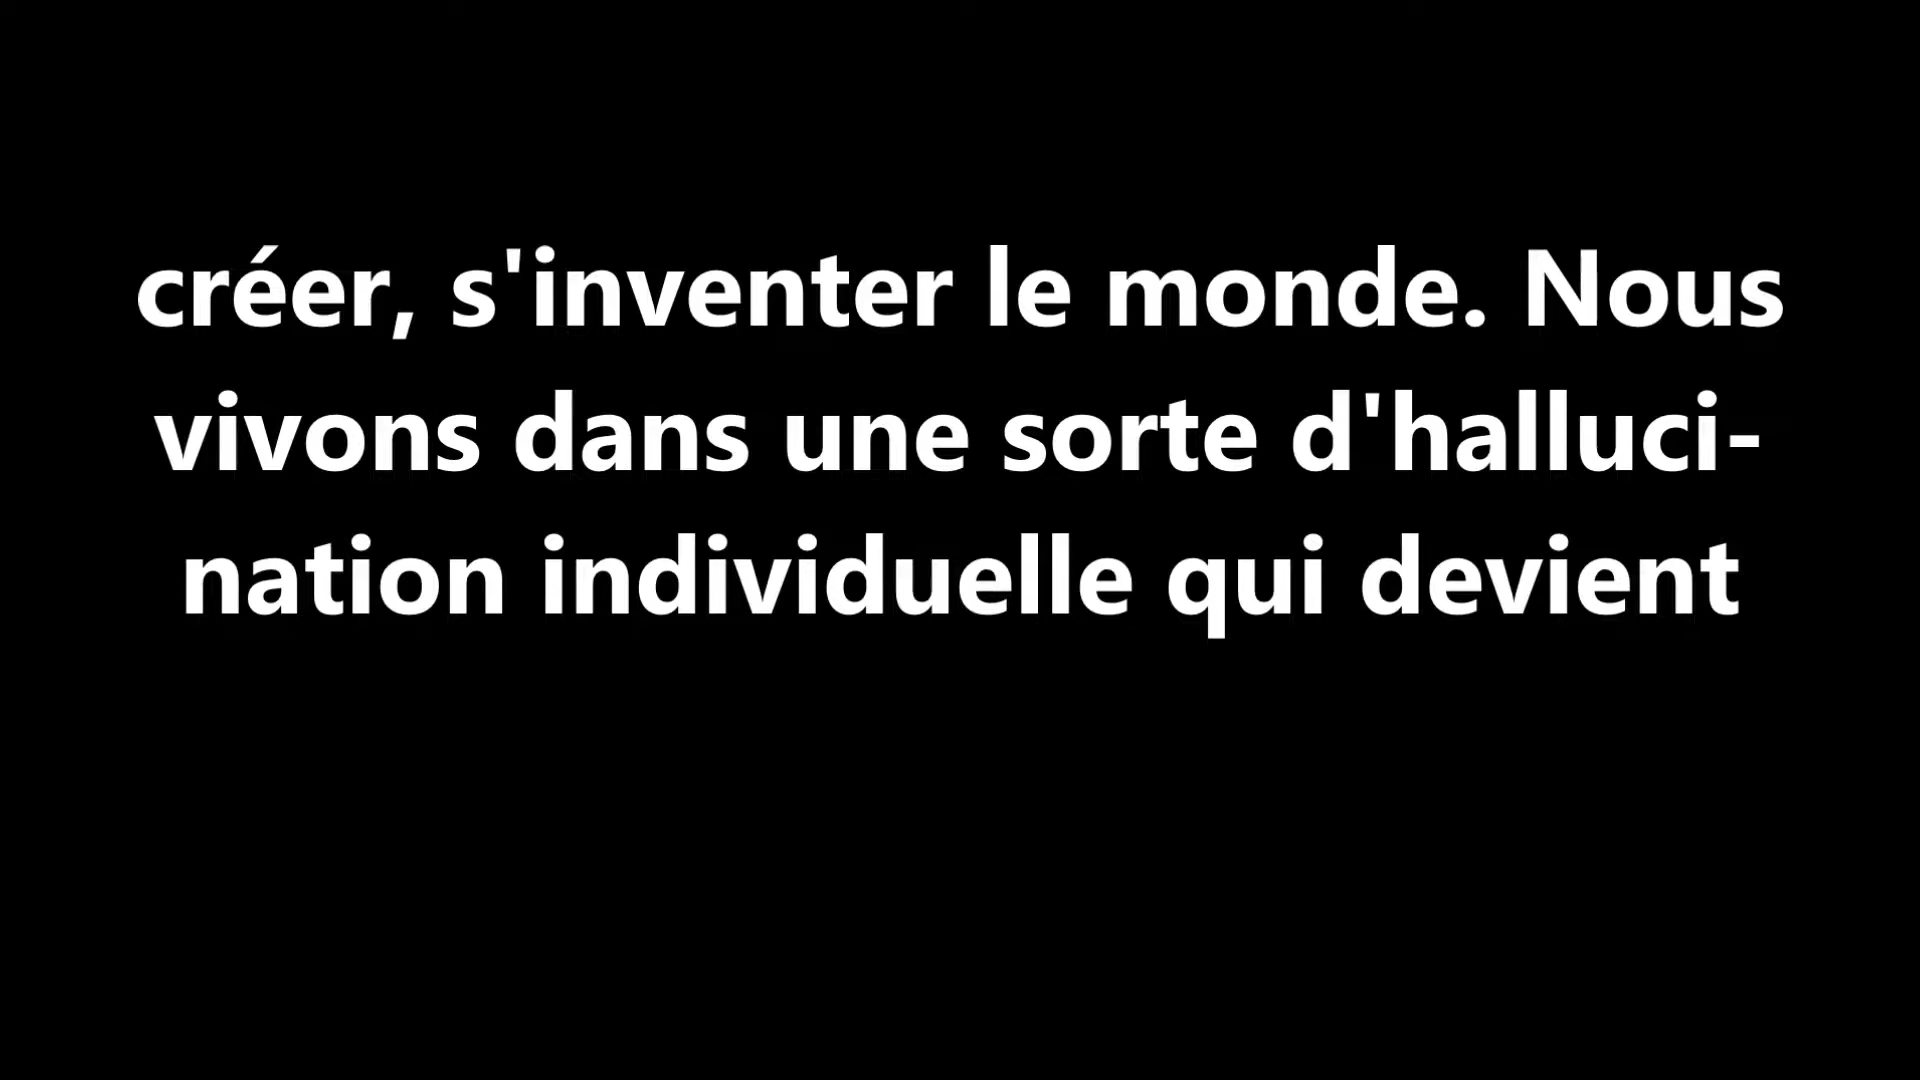 créer, s'inventer le monde. Nous
vivons dans une sorte d'halluci-
nation individuelle qui devient